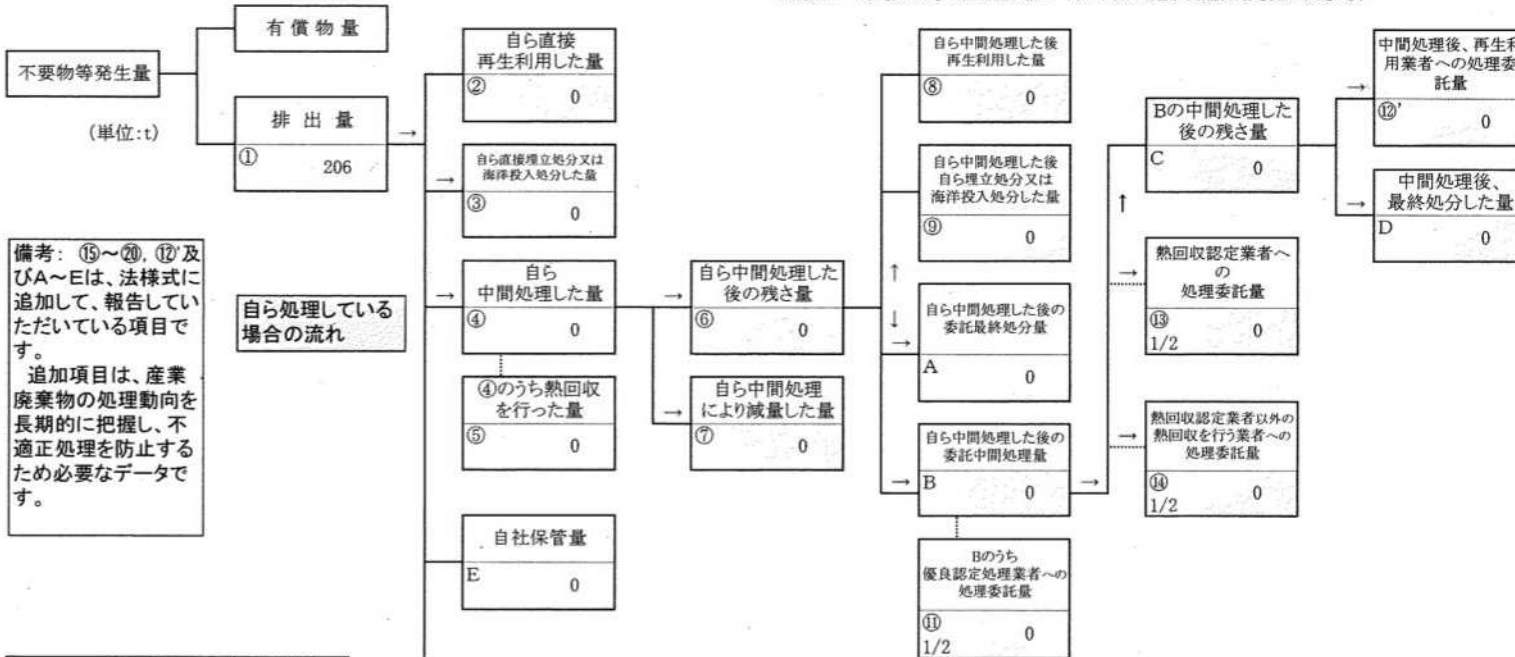 不要物等発生量
(単位:t)
有償物量
排出量
①
206
備考: ⑮~⑳, ⑫'及
びA~Eは、法様式に
追加して、報告してい
ただいている項目で
す。
追加項目は、産業
廃棄物の処理動向を
長期的に把握し、不
適正処理を防止する
ため必要なデータで
す。
自ら処理している
場合の流れ
自ら直接
再生利用した量
②
0
自ら直接埋立処分又は
海洋投入処分した量
③
0
自ら
中間処理した量
④
0
④のうち熱回収
を行った量
⑤
0
自社保管量
E
0
自ら中間処理した
後の残さ量
⑥
0
自ら中間処理
により減量した量
⑦
0
自ら中間処理した後
再生利用した量
⑧
0
自ら中間処理した後
自ら埋立処分又は
海洋投入処分した量
⑨
0
自ら中間処理した後の
委託最終処分量
A
0
自ら中間処理した後の
委託中間処理量
B
0
Bのうち
優良認定処理業者への
処理委託量
⑪
1/2
0
Bの中間処理した
後の残さ量
C
0
熱回収認定業者へ
の
処理委託量
⑬
1/2
0
熱回収認定業者以外の
熱回収を行う業者への
処理委託量
⑭
1/2
0
中間処理後、再生利
用業者への処理委
託量
⑫'
0
中間処理後、
最終処分した量
D
0